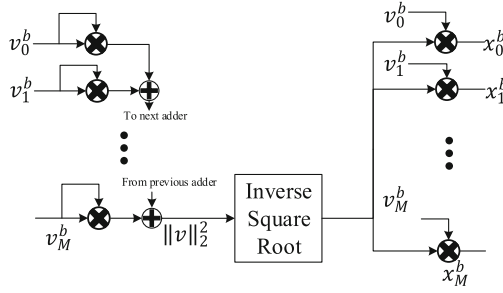 v_0^b
v_1^b
To next adder
From previous adder
v_M^b
‖v‖_2^2
Inverse
Square
Root
v_0^b
x_0^b
v_1^b
x_1^b
v_M^b
x_M^b